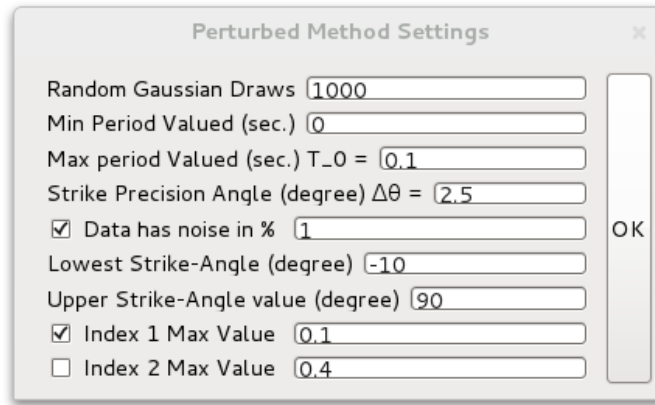 Perturbed Method Settings ×
Random Gaussian Draws 1000
Min Period Valued (sec.) 0
Max period Valued (sec.) T_0 = 0.1
Strike Precision Angle (degree) Δθ = 2.5
Data has noise in % 1
OK
Lowest Strike-Angle (degree) -10
Upper Strike-Angle value (degree) 90
Index 1 Max Value 0.1
Index 2 Max Value 0.4